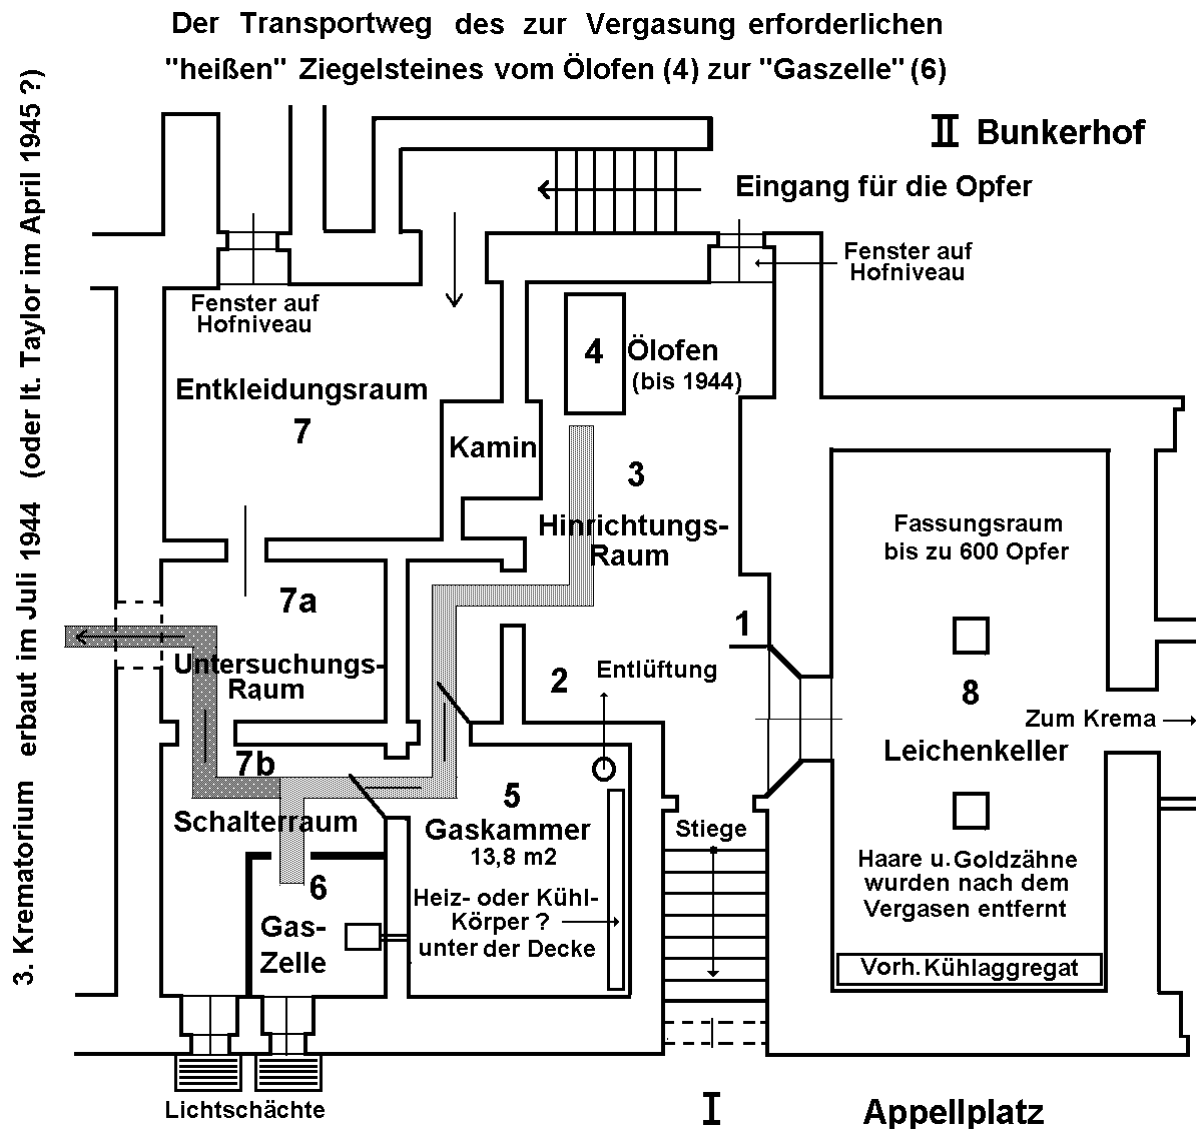 Der Transportweg des zur Vergasung erforderlichen
"heißen" Ziegelsteines vom Ölofen (4) zur "Gaszelle" (6)
3. Krematorium erbaut im Juli 1944 (oder lt. Taylor im April 1945 ?)
II Bunkerhof
Eingang für die Opfer
Fenster auf
Hofniveau
Fenster auf
Hofniveau
4 Ölofen
(bis 1944)
Entkleidungsraum
7
Kamin
3
Hinrichtungs-
Raum
Fassungsraum
bis zu 600 Opfer
7a
Untersuchungs-
Raum
1
2
Entlüftung
8
Zum Krema
Leichenkeller
7b
Schalterraum
5
Gaskammer
13,8 m2
Stiege
Haare u. Goldzähne
wurden nach dem
Vergasen entfernt
6
Gas-
Zelle
Heiz- oder Kühl-
Körper ?
unter der Decke
Vorh. Kühlaggregat
Lichtschächte
I
Appellplatz